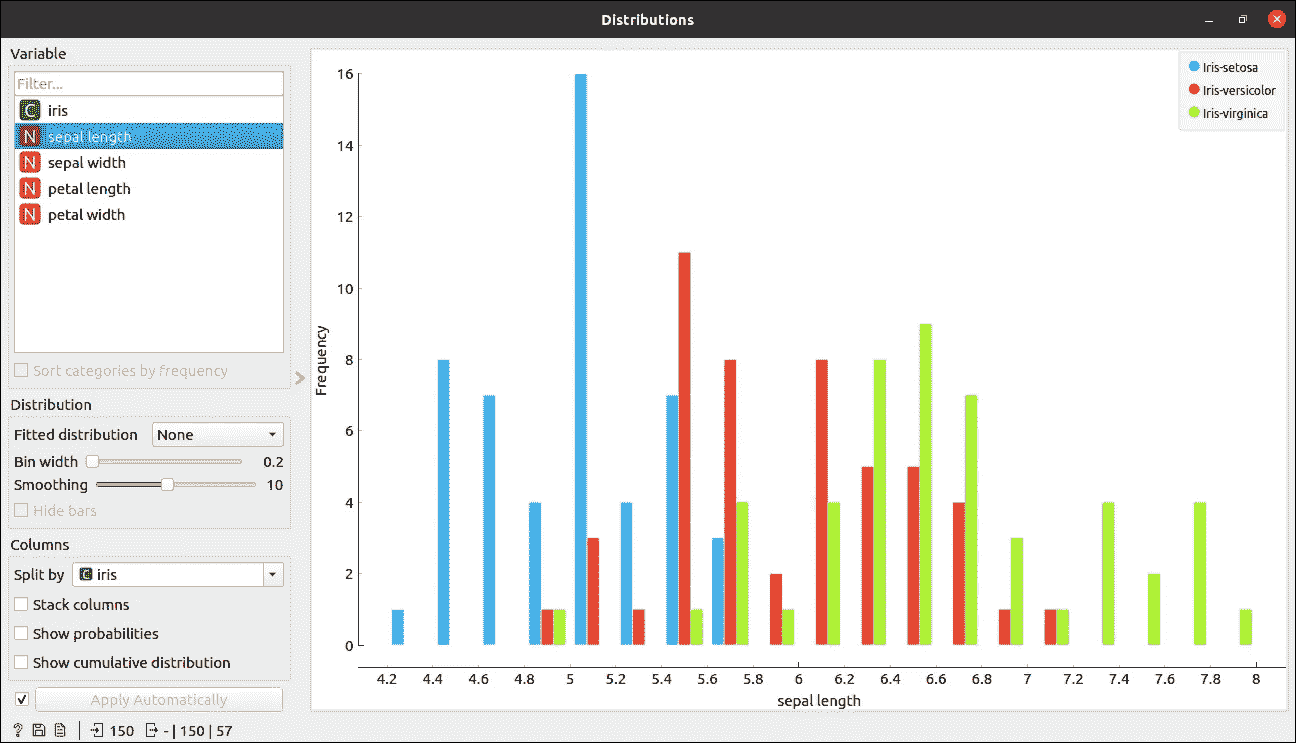 Distributions
Variable
Filter...
iris
sepal length
sepal width
petal length
petal width
Sort categories by frequency
Distribution
Fitted distribution None
Bin width 0.2
Smoothing 10
Hide bars
Columns
Split by iris
Stack columns
Show probabilities
Show cumulative distribution
Apply Automatically
? 150 - | 150 | 57
Iris-setosa
Iris-versicolor
Iris-virginica
Frequency
16
14
12
10
8
6
4
2
0
4.2 4.4 4.6 4.8 5 5.2 5.4 5.6 5.8 6 6.2 6.4 6.6 6.8 7 7.2 7.4 7.6 7.8 8
sepal length